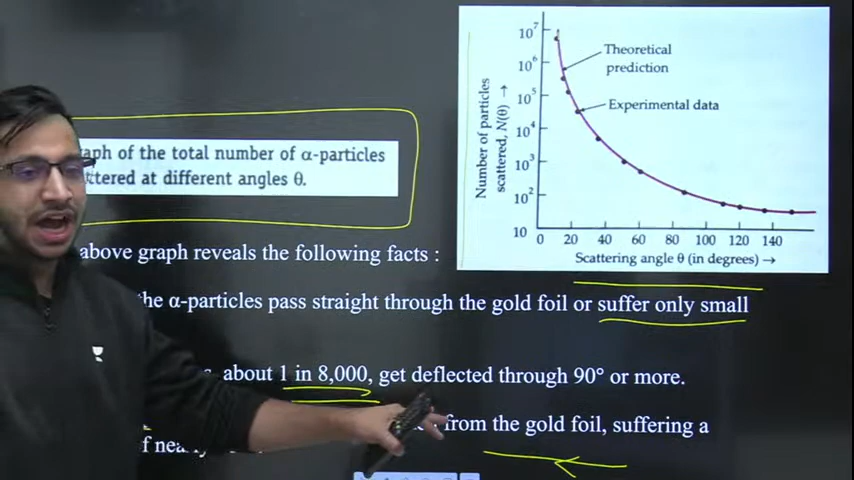 aph of the total number of α-particles
ttered at different angles θ.
above graph reveals the following facts :
the α-particles pass straight through the gold foil or suffer only small
about 1 in 8,000, get deflected through 90° or more.
from the gold foil, suffering a
f
Number of particles
scattered, N(θ) →
10⁷
10⁶
10⁵
10⁴
10³
10²
10
Theoretical
prediction
Experimental data
0 20 40 60 80 100 120 140
Scattering angle θ (in degrees) →